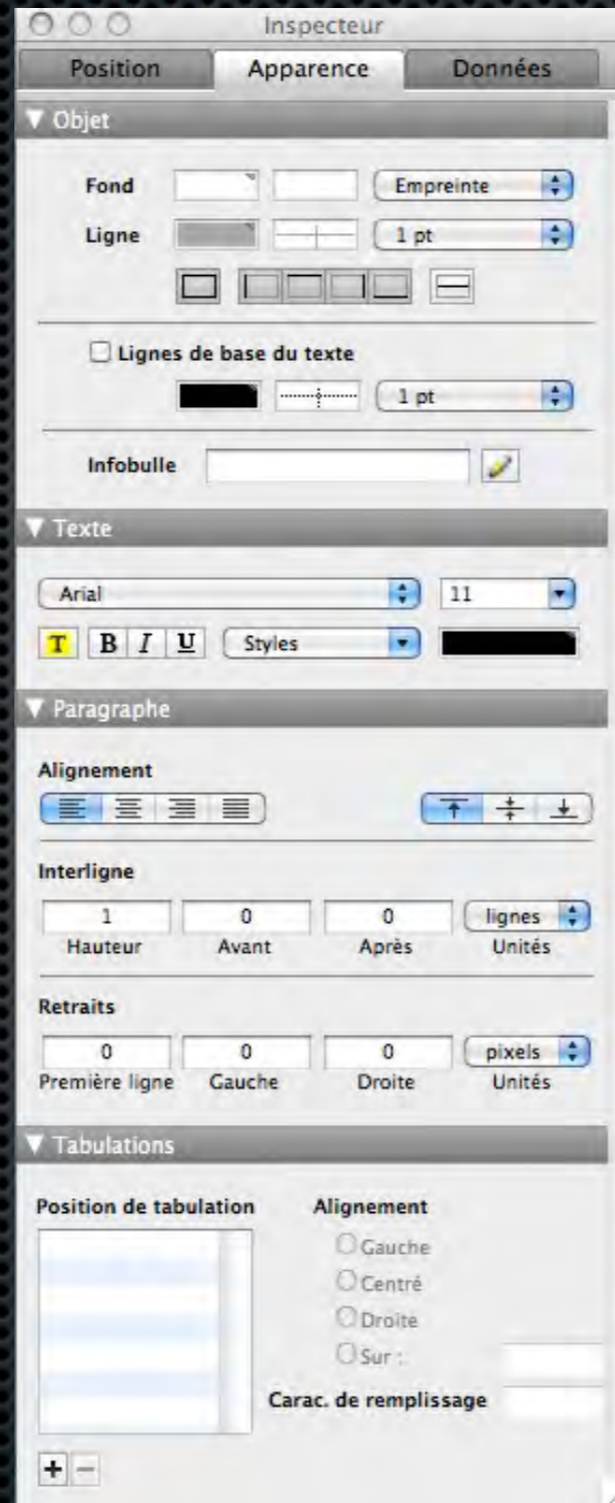 Inspecteur
Position Apparence Données
Objet
Fond Empreinte
Ligne 1 pt
Lignes de base du texte
1 pt
Infobulle
Texte
Arial 11
T B I U Styles
Paragraphe
Alignement
Interligne
1 0 0 lignes
Hauteur Avant Après Unités
Retraits
0 0 0 pixels
Première ligne Gauche Droite Unités
Tabulations
Position de tabulation Alignement
Gauche
Centré
Droite
Sur :
Carac. de remplissage